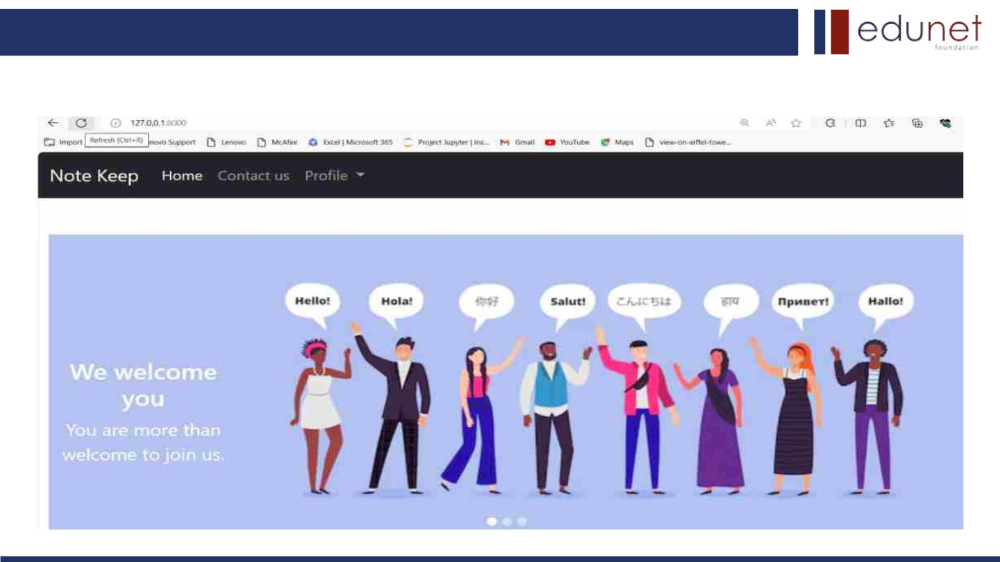 edunet
foundation
127.0.0.1:8000
Import
Refresh (Ctrl+R)
novo Support
Lenovo
McAfee
Excel | Microsoft 365
Project Jupyter | Ins...
Gmail
YouTube
Maps
view-on-eiffel-towe...
Note Keep Home Contact us Profile
Hello! Hola! 你好 Salut! こんにちは हाय Привет! Hallo!
We welcome
you
You are more than
welcome to join us.